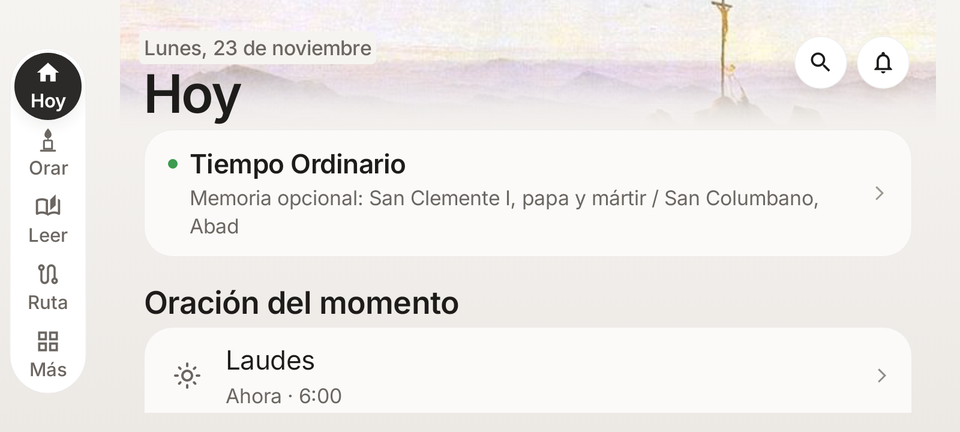 Lunes, 23 de noviembre
Hoy
Hoy
Orar
Leer
Ruta
Más
Tiempo Ordinario
Memoria opcional: San Clemente I, papa y mártir / San Columbano,
Abad
Oración del momento
Laudes
Ahora · 6:00